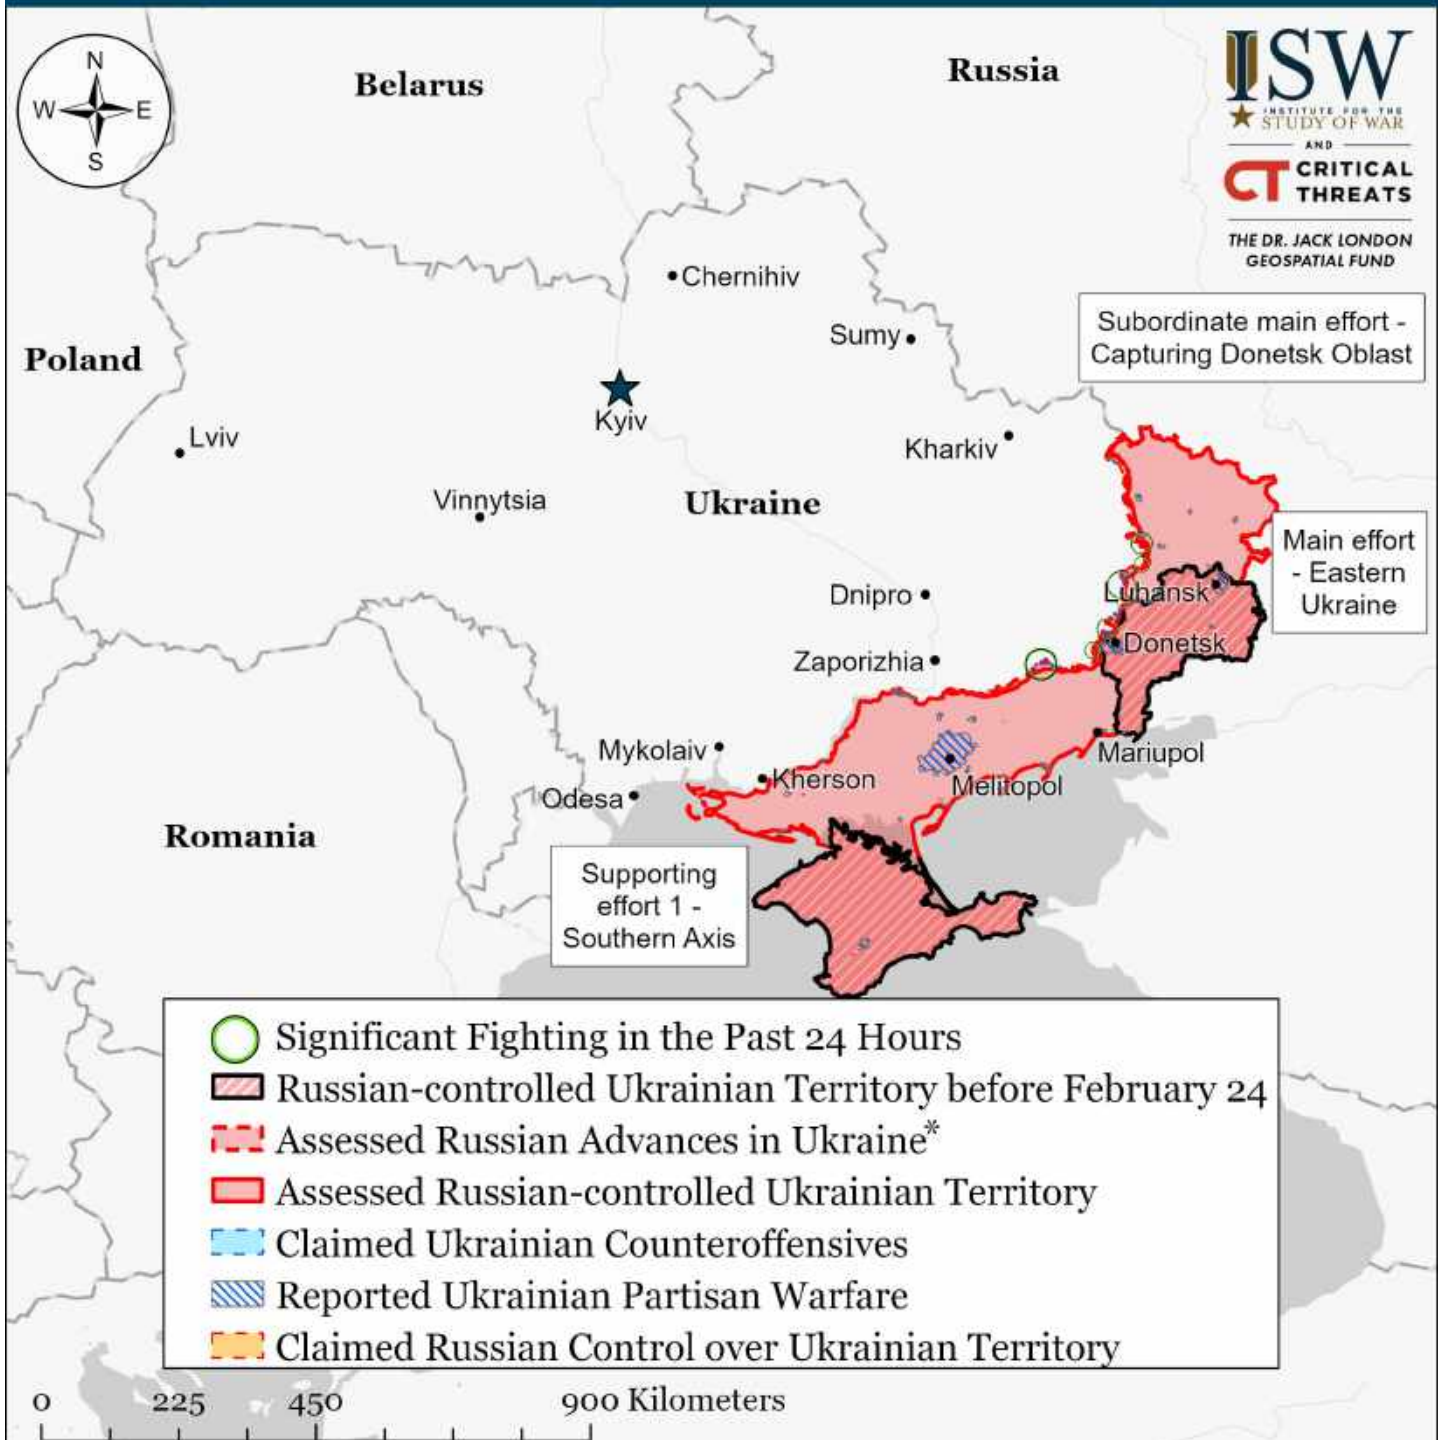 N
W E
S
Belarus
Russia
ISW
INSTITUTE FOR THE
STUDY OF WAR
AND
CT CRITICAL
THREATS
THE DR. JACK LONDON
GEOSPATIAL FUND
Chernihiv
Subordinate main effort -
Capturing Donetsk Oblast
Sumy
Poland
Kyiv
Lviv
Kharkiv
Vinnytsia
Ukraine
Main effort
- Eastern
Ukraine
Dnipro
Luhansk
Donetsk
Zaporizhia
Mykolaiv
Mariupol
Kherson
Melitopol
Odesa
Romania
Supporting
effort 1 -
Southern Axis
Significant Fighting in the Past 24 Hours
Russian-controlled Ukrainian Territory before February 24
Assessed Russian Advances in Ukraine*
Assessed Russian-controlled Ukrainian Territory
Claimed Ukrainian Counteroffensives
Reported Ukrainian Partisan Warfare
Claimed Russian Control over Ukrainian Territory
0 225 450 900 Kilometers